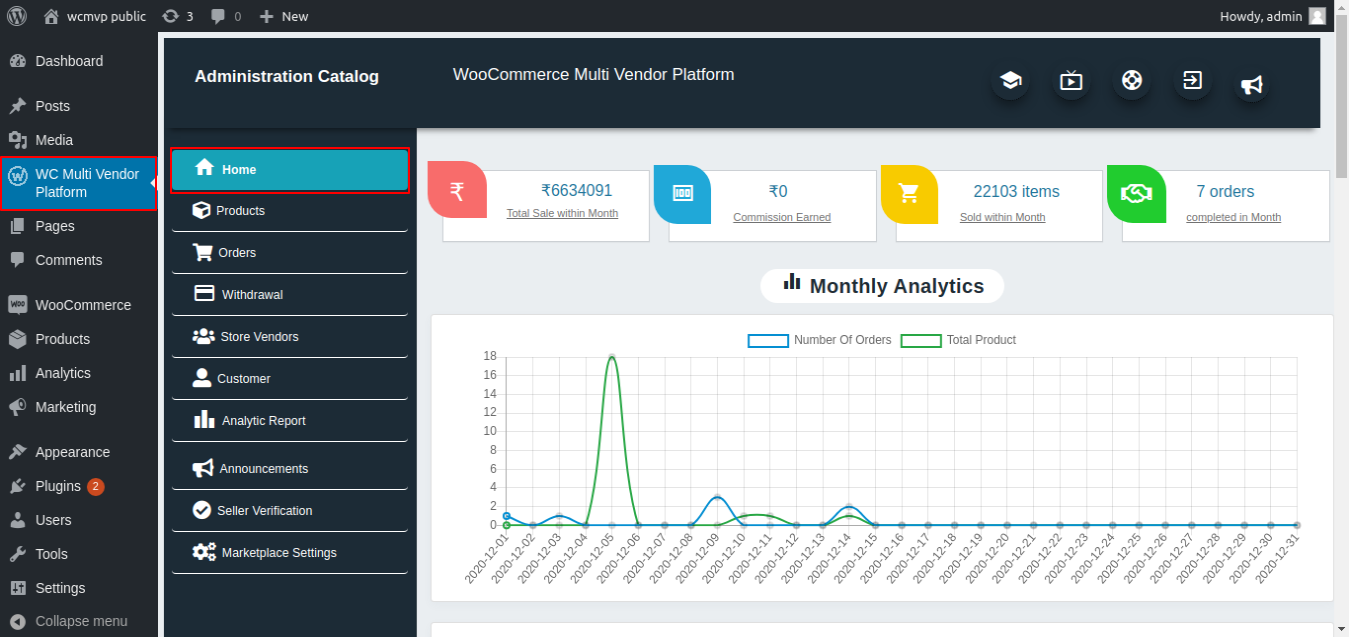 wcmvp public 3 0 New Howdy, admin
Dashboard
Posts
Media
WC Multi Vendor
Platform
Pages
Comments
WooCommerce
Products
Analytics
Marketing
Appearance
Plugins 2
Users
Tools
Settings
Collapse menu
Administration Catalog
WooCommerce Multi Vendor Platform
Home
Products
Orders
Withdrawal
Store Vendors
Customer
Analytic Report
Announcements
Seller Verification
Marketplace Settings
₹
₹6634091
Total Sale within Month
₹0
Commission Earned
22103 items
Sold within Month
7 orders
completed in Month
Monthly Analytics
Number Of Orders Total Product
18
16
14
12
10
8
6
4
2
0
2020-12-01
2020-12-02
2020-12-03
2020-12-04
2020-12-05
2020-12-06
2020-12-07
2020-12-08
2020-12-09
2020-12-10
2020-12-11
2020-12-12
2020-12-13
2020-12-14
2020-12-15
2020-12-16
2020-12-17
2020-12-18
2020-12-19
2020-12-20
2020-12-21
2020-12-22
2020-12-23
2020-12-24
2020-12-25
2020-12-26
2020-12-27
2020-12-28
2020-12-29
2020-12-30
2020-12-31